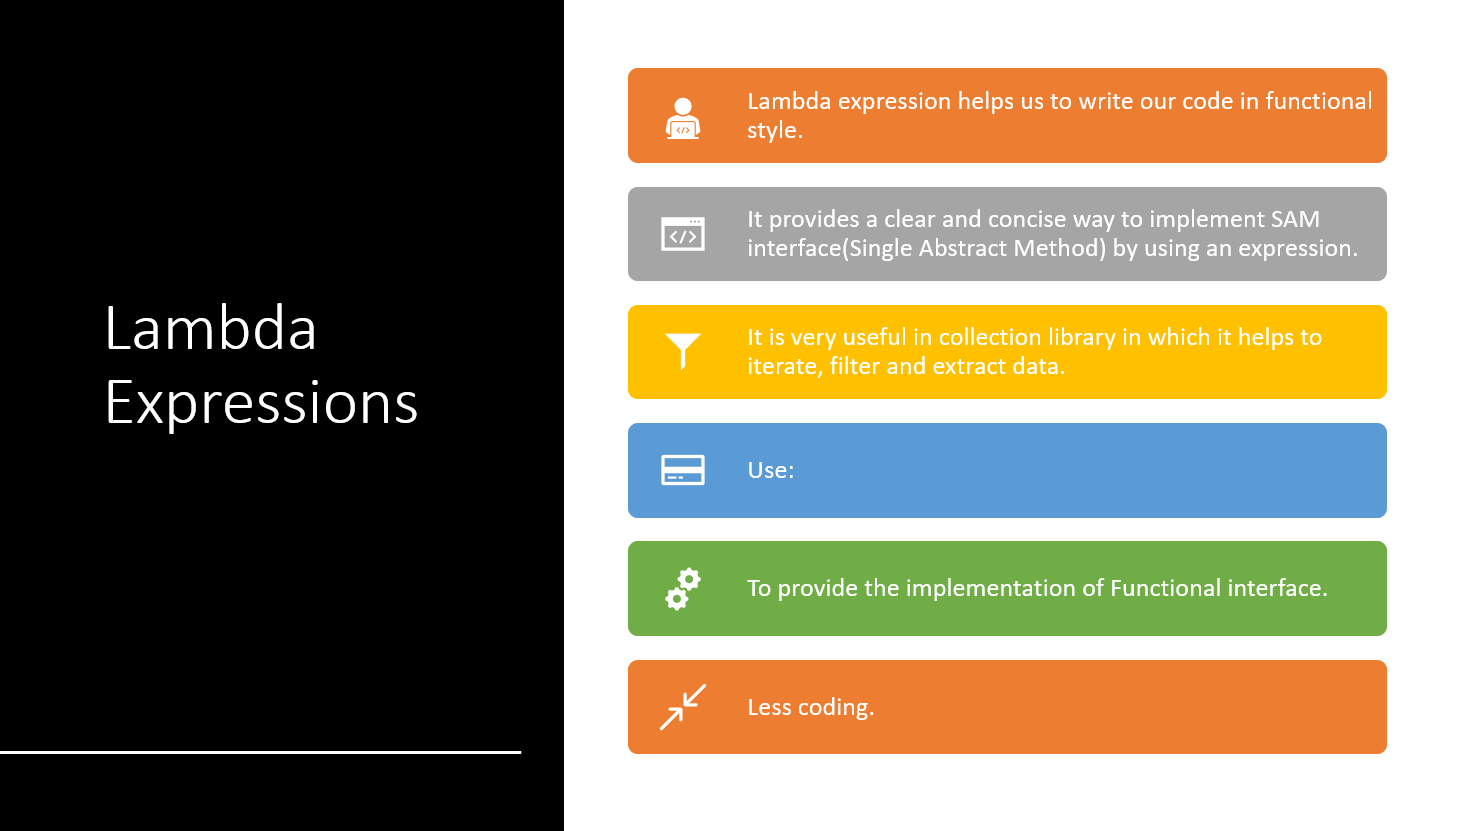 Lambda
Expressions
Lambda expression helps us to write our code in functional
style.
It provides a clear and concise way to implement SAM
interface(Single Abstract Method) by using an expression.
It is very useful in collection library in which it helps to
iterate, filter and extract data.
Use:
To provide the implementation of Functional interface.
Less coding.